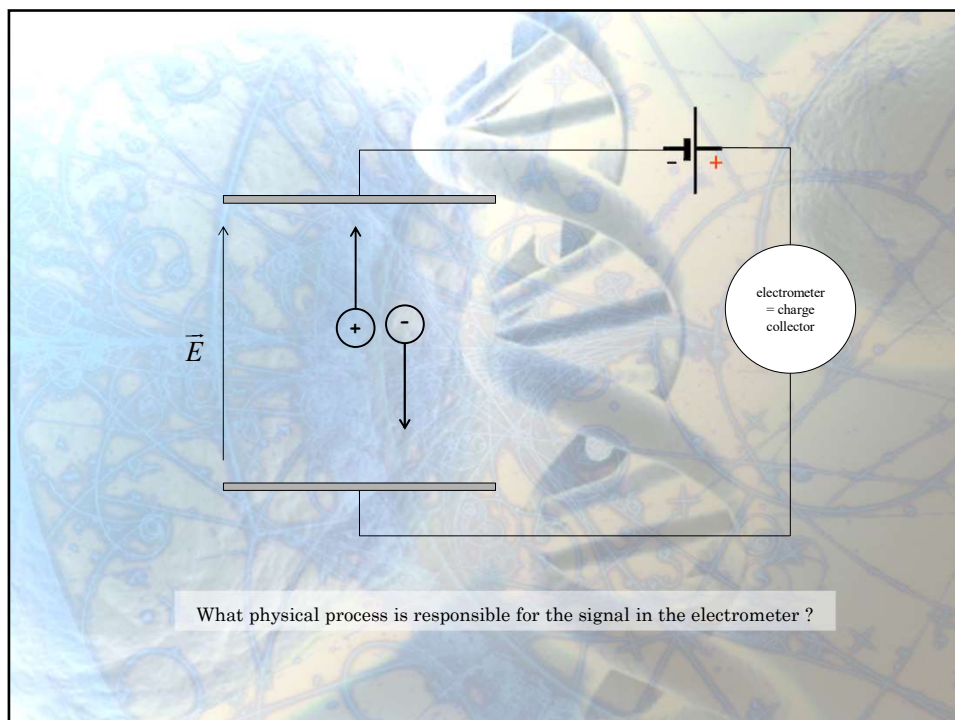 - +
+ -
E
electrometer
= charge
collector
What physical process is responsible for the signal in the electrometer ?